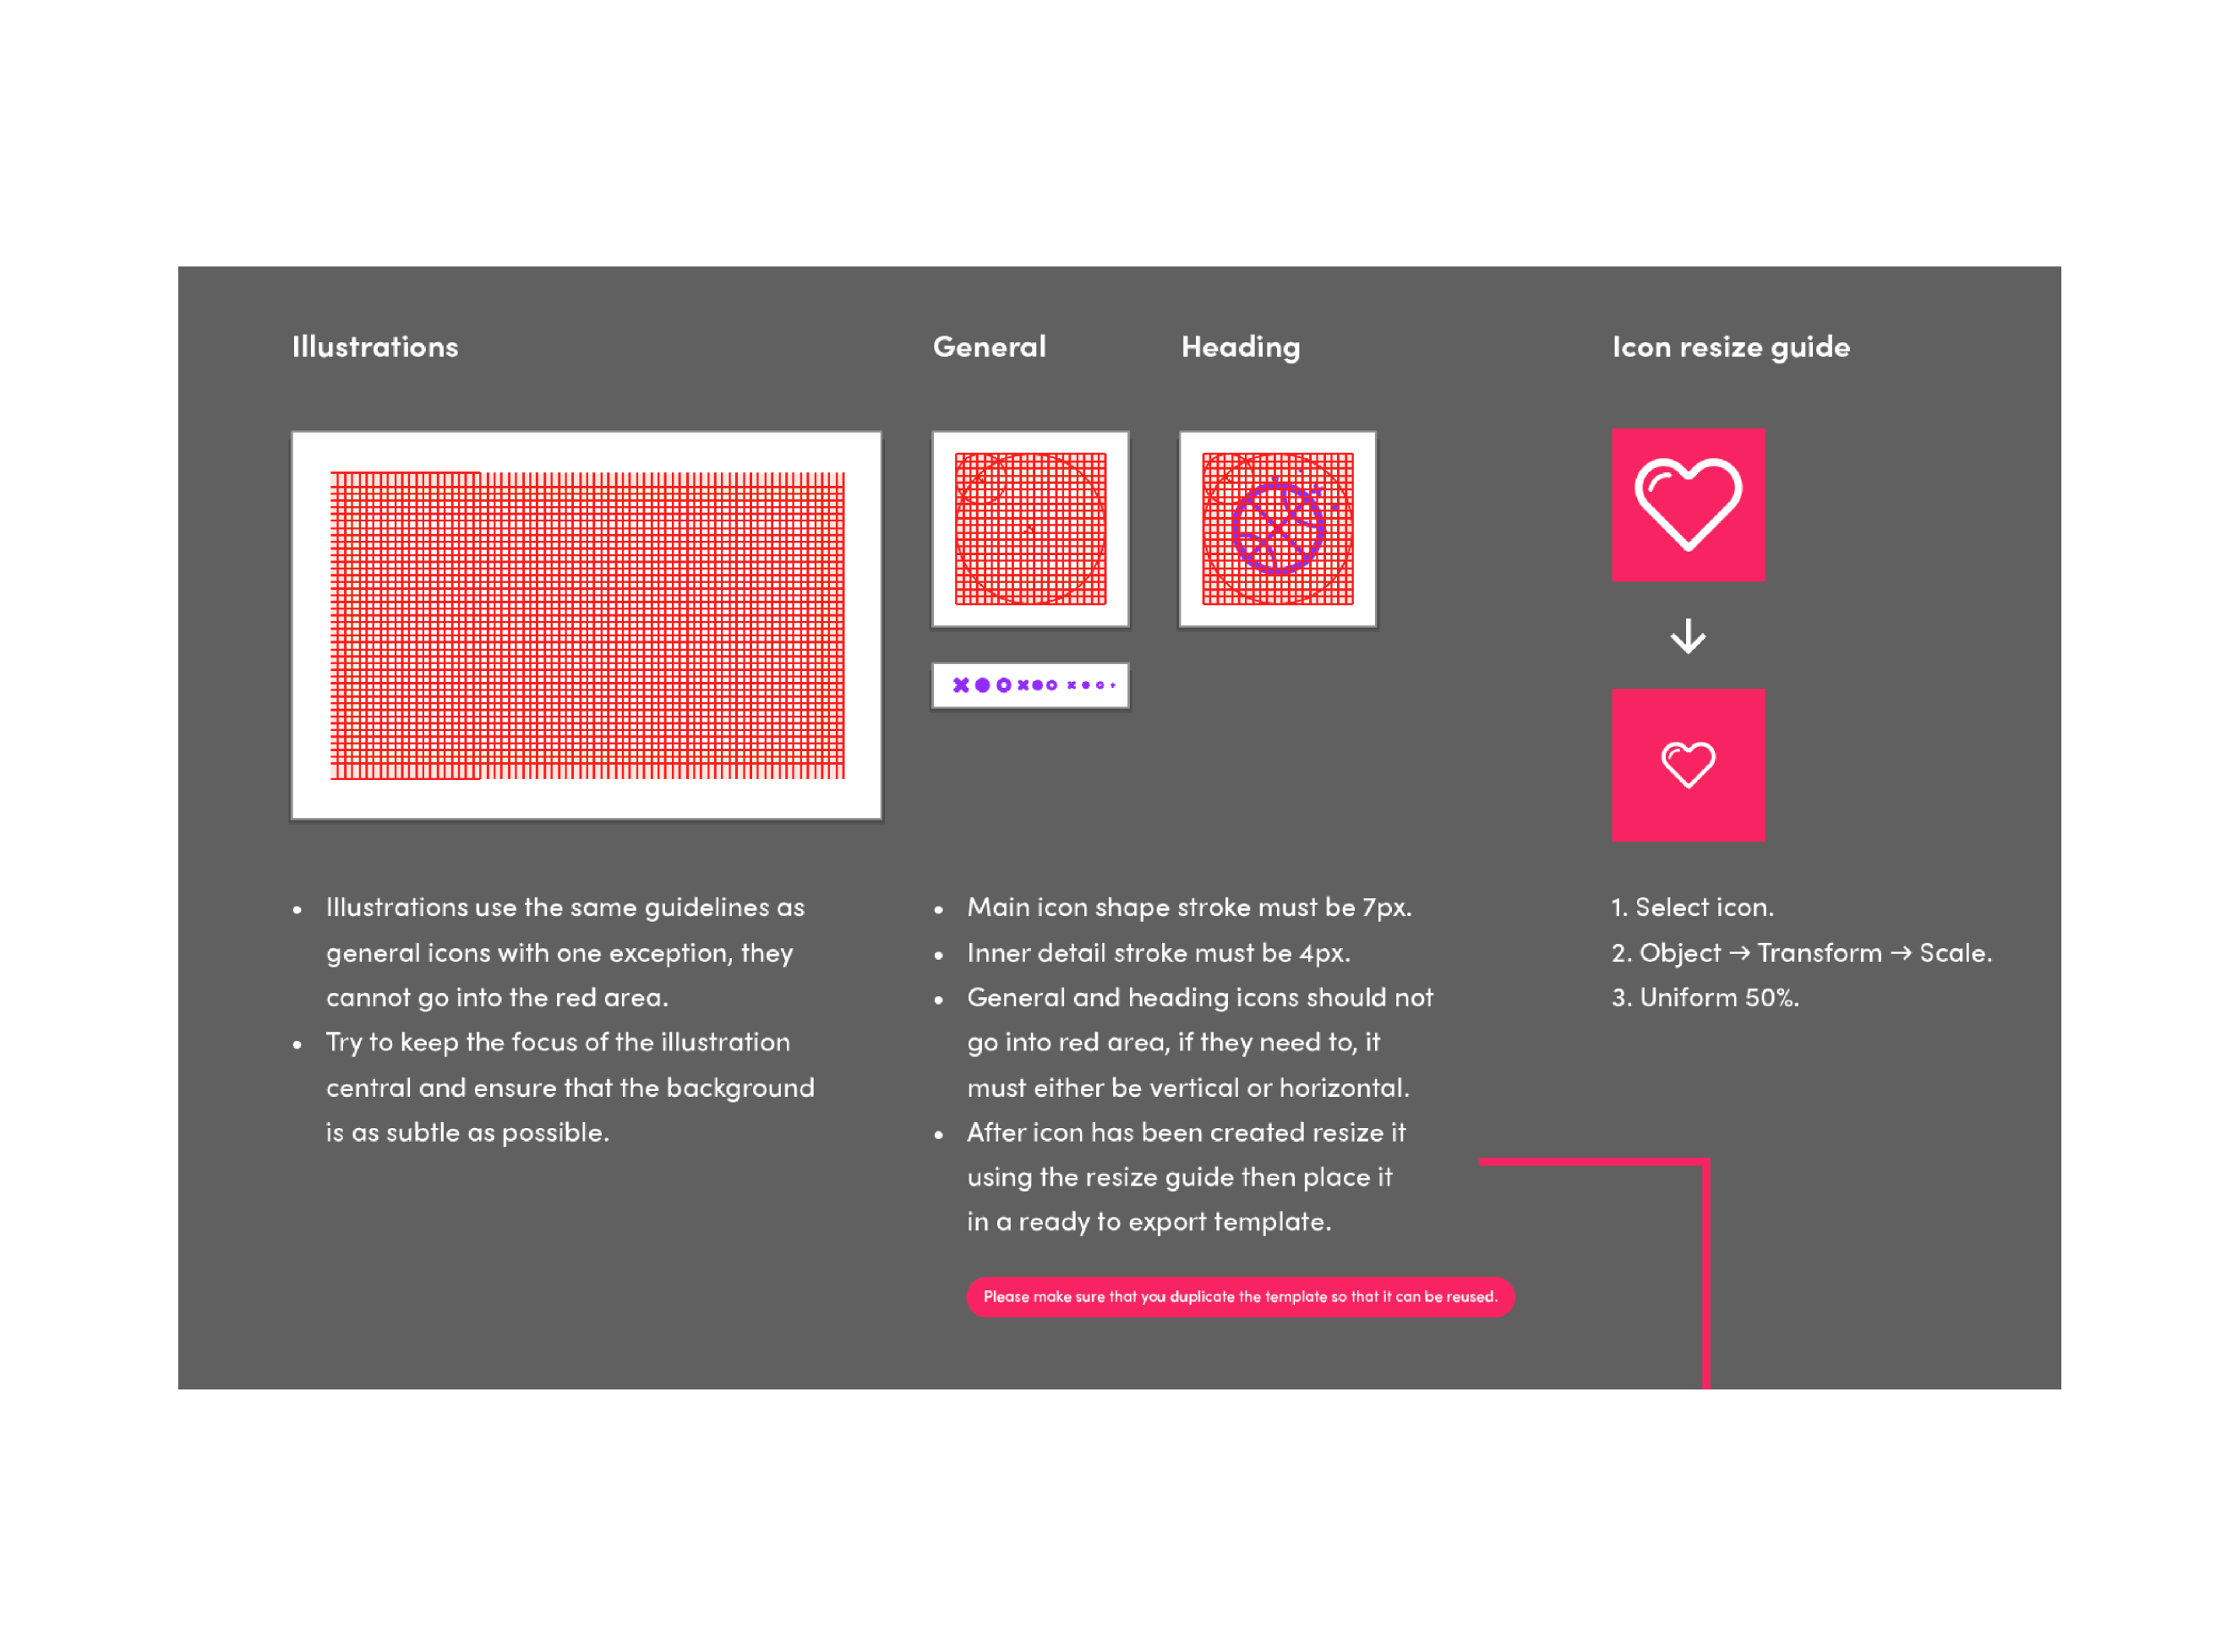 Illustrations
General
Heading
Icon resize guide
• Illustrations use the same guidelines as
general icons with one exception, they
cannot go into the red area.
• Try to keep the focus of the illustration
central and ensure that the background
is as subtle as possible.
• Main icon shape stroke must be 7px.
• Inner detail stroke must be 4px.
• General and heading icons should not
go into red area, if they need to, it
must either be vertical or horizontal.
• After icon has been created resize it
using the resize guide then place it
in a ready to export template.
Please make sure that you duplicate the template so that it can be reused.
1. Select icon.
2. Object → Transform → Scale.
3. Uniform 50%.